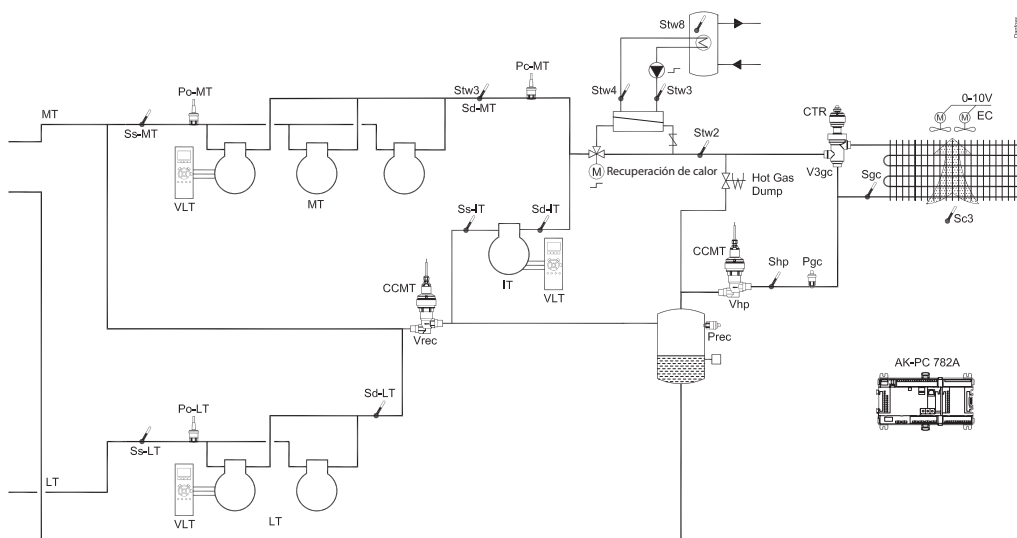 Danfoss
Stw8
Po-MT
Pc-MT
Stw3
Stw4
Stw3
0-10V
CTR
EC
MT
Ss-MT
Sd-MT
Stw2
V3gc
Recuperación de calor
Hot Gas
Dump
Sgc
VLT
MT
Ss-IT
Sd-IT
Sc3
CCMT
Shp
Pgc
CCMT
IT
VLT
Vhp
Vrec
Prec
AK-PC 782A
Sd-LT
Po-LT
Ss-LT
LT
VLT
LT
M
M
M